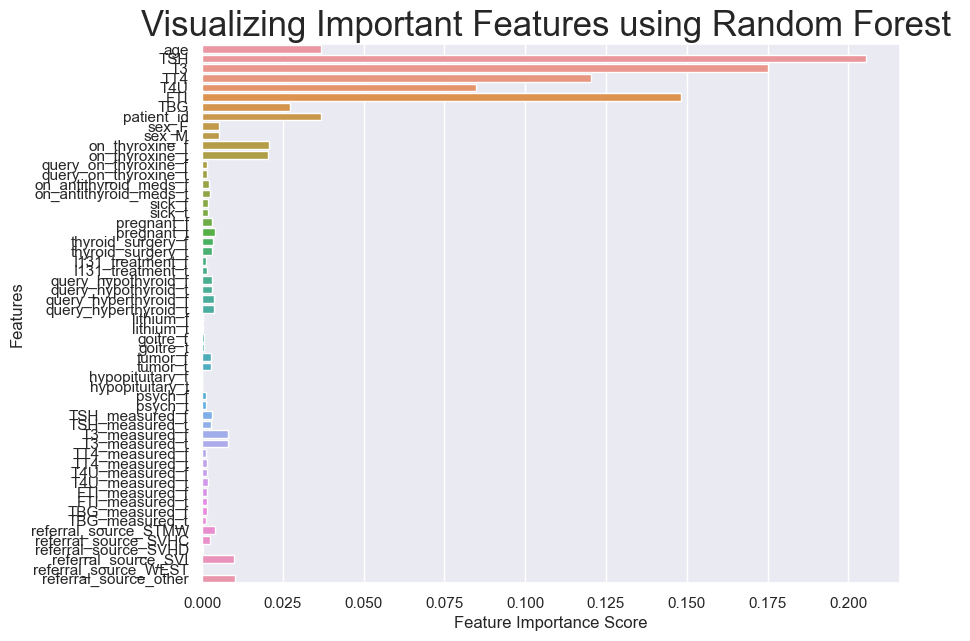 Visualizing Important Features using Random Forest
age
TSH
T3
TT4
T4U
FTI
TBG
patient_id
sex_F
sex_M
on_thyroxine_f
on_thyroxine_t
query_on_thyroxine_f
query_on_thyroxine_t
on_antithyroid_meds_f
on_antithyroid_meds_t
sick_f
sick_t
pregnant_f
pregnant_t
thyroid_surgery_f
thyroid_surgery_t
I131_treatment_f
I131_treatment_t
query_hypothyroid_f
query_hypothyroid_t
query_hyperthyroid_f
query_hyperthyroid_t
lithium_f
lithium_t
goitre_f
goitre_t
tumor_f
tumor_t
hypopituitary_f
hypopituitary_t
psych_f
psych_t
TSH_measured_f
TSH_measured_t
T3_measured_f
T3_measured_t
TT4_measured_f
TT4_measured_t
T4U_measured_f
T4U_measured_t
FTI_measured_f
FTI_measured_t
TBG_measured_f
TBG_measured_t
referral_source_STMW
referral_source_SVHC
referral_source_SVHD
referral_source_SVI
referral_source_WEST
referral_source_other
Features
0.000 0.025 0.050 0.075 0.100 0.125 0.150 0.175 0.200
Feature Importance Score